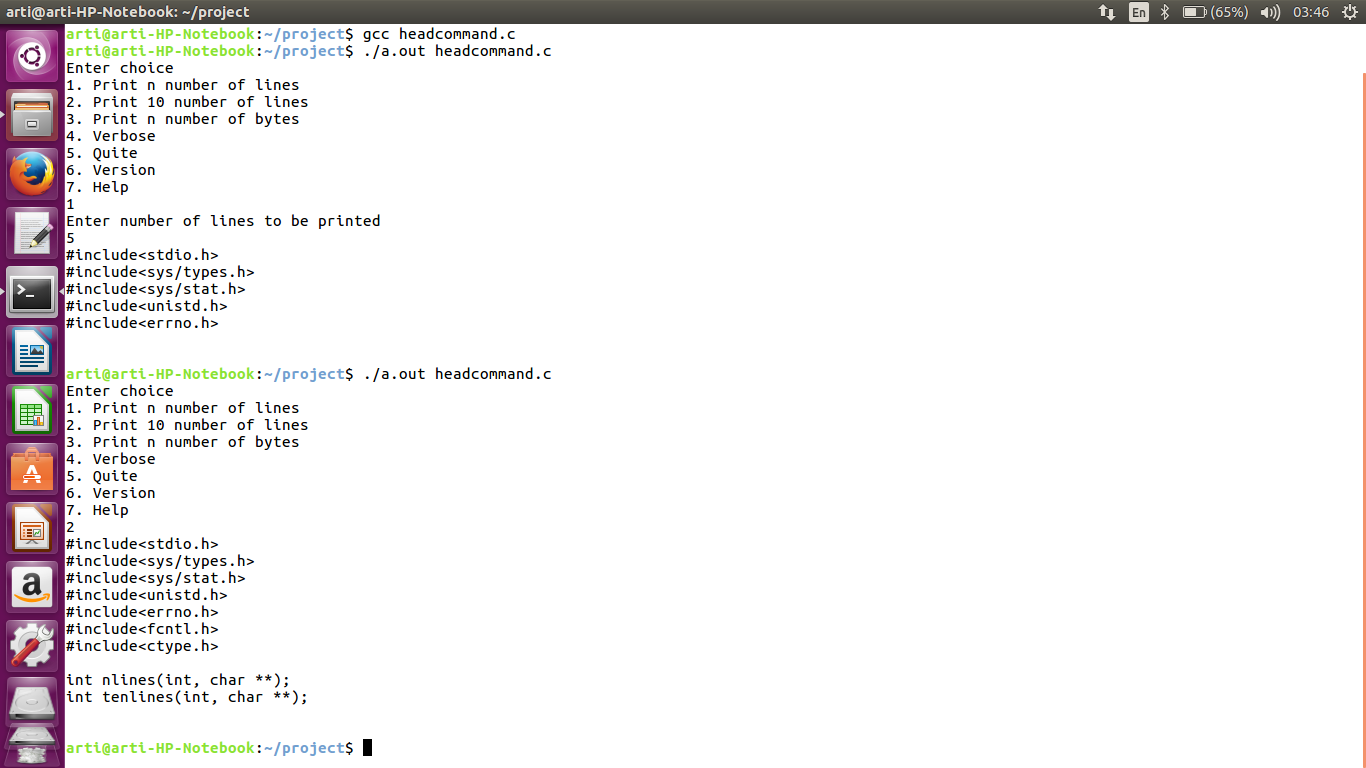 arti@arti-HP-Notebook: ~/project
En
(65%)
03:46
arti@arti-HP-Notebook:~/project$ gcc headcommand.c
arti@arti-HP-Notebook:~/project$ ./a.out headcommand.c
Enter choice
1. Print n number of lines
2. Print 10 number of lines
3. Print n number of bytes
4. Verbose
5. Quite
6. Version
7. Help
1
Enter number of lines to be printed
5
#include<stdio.h>
#include<sys/types.h>
#include<sys/stat.h>
#include<unistd.h>
#include<errno.h>
arti@arti-HP-Notebook:~/project$ ./a.out headcommand.c
Enter choice
1. Print n number of lines
2. Print 10 number of lines
3. Print n number of bytes
4. Verbose
5. Quite
6. Version
7. Help
2
#include<stdio.h>
#include<sys/types.h>
#include<sys/stat.h>
#include<unistd.h>
#include<errno.h>
#include<fcntl.h>
#include<ctype.h>
int nlines(int, char **);
int tenlines(int, char **);
arti@arti-HP-Notebook:~/project$